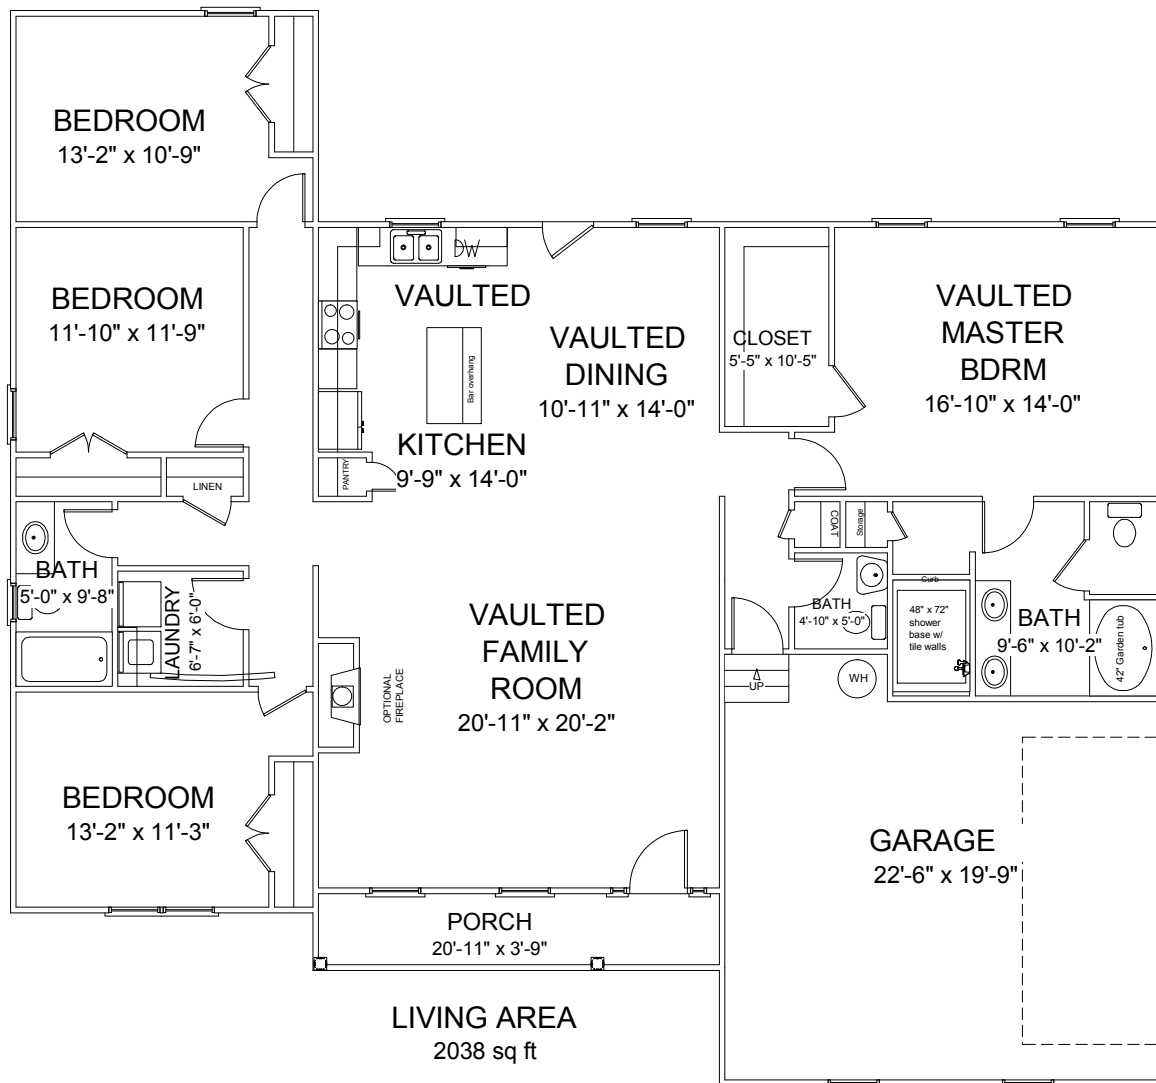 BEDROOM
13'-2" x 10'-9"
BEDROOM
11'-10" x 11'-9"
LINEN
BATH
5'-0" x 9'-8"
LAUNDRY
6'-7" x 6'-0"
BEDROOM
13'-2" x 11'-3"
DW
VAULTED
KITCHEN
9'-9" x 14'-0"
Bar overhang
PANTRY
VAULTED
DINING
10'-11" x 14'-0"
VAULTED
FAMILY
ROOM
20'-11" x 20'-2"
OPTIONAL
FIREPLACE
PORCH
20'-11" x 3'-9"
LIVING AREA
2038 sq ft
CLOSET
5'-5" x 10'-5"
VAULTED
MASTER
BDRM
16'-10" x 14'-0"
COAT
Storage
BATH
4'-10" x 5'-0"
Curb
48" x 72"
shower
base w/
tile walls
BATH
9'-6" x 10'-2"
42" Garden tub
UP
WH
GARAGE
22'-6" x 19'-9"